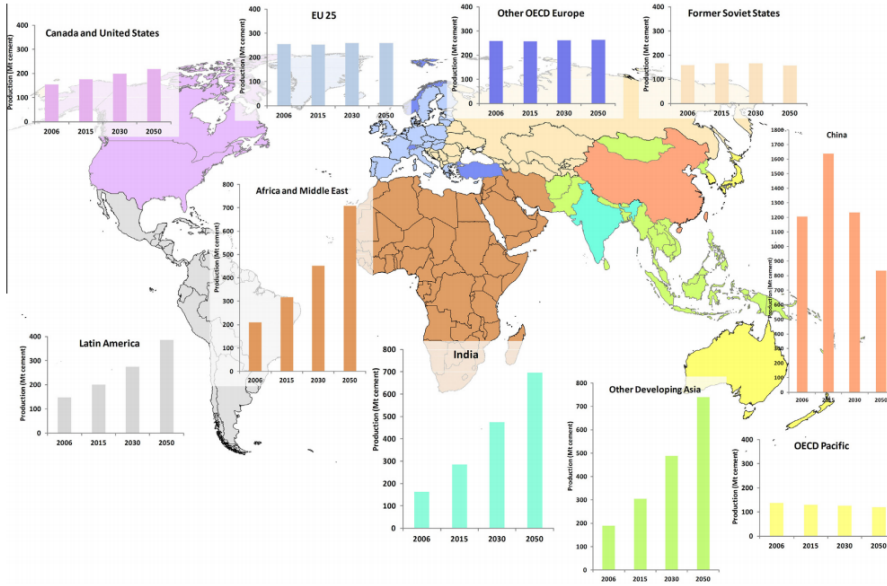 Canada and United States
Production (Mt cement)
400
300
200
100
0
2006 2015 2030 2050
EU 25
Production (Mt cement)
400
300
200
100
0
2006 2015 2030 2050
Other OECD Europe
Production (Mt cement)
400
300
200
100
0
2006 2015 2030 2050
Former Soviet States
Production (Mt cement)
400
300
200
100
0
2006 2015 2030 2050
China
Production (Mt cement)
1800
1700
1600
1500
1400
1300
1200
1100
1000
900
800
700
600
500
400
300
200
100
0
2006 2015 2030 2050
Africa and Middle East
Production (Mt cement)
800
700
600
500
400
300
200
100
0
2006 2015 2030 2050
Latin America
Production (Mt cement)
400
300
200
100
0
2006 2015 2030 2050
India
Production (Mt cement)
800
700
600
500
400
300
200
100
0
2006 2015 2030 2050
Other Developing Asia
Production (Mt cement)
800
700
600
500
400
300
200
100
0
2006 2015 2030 2050
OECD Pacific
Production (Mt cement)
400
300
200
100
0
2006 2015 2030 2050